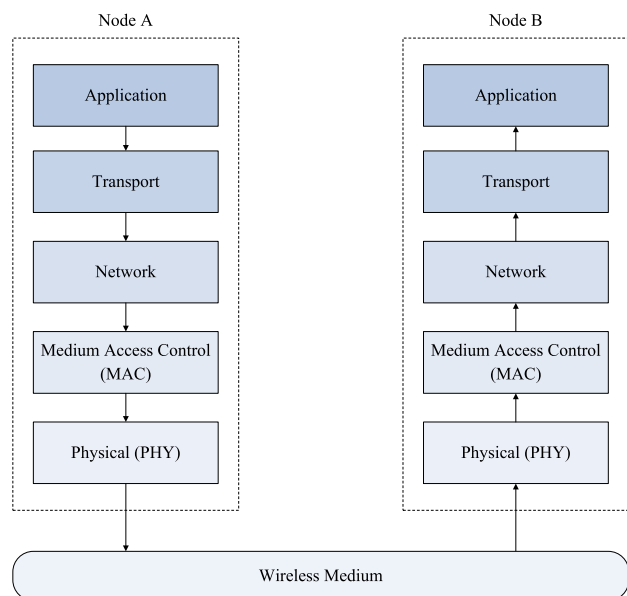 Node A
Node B
Application
Application
Transport
Transport
Network
Network
Medium Access Control
(MAC)
Medium Access Control
(MAC)
Physical (PHY)
Physical (PHY)
Wireless Medium